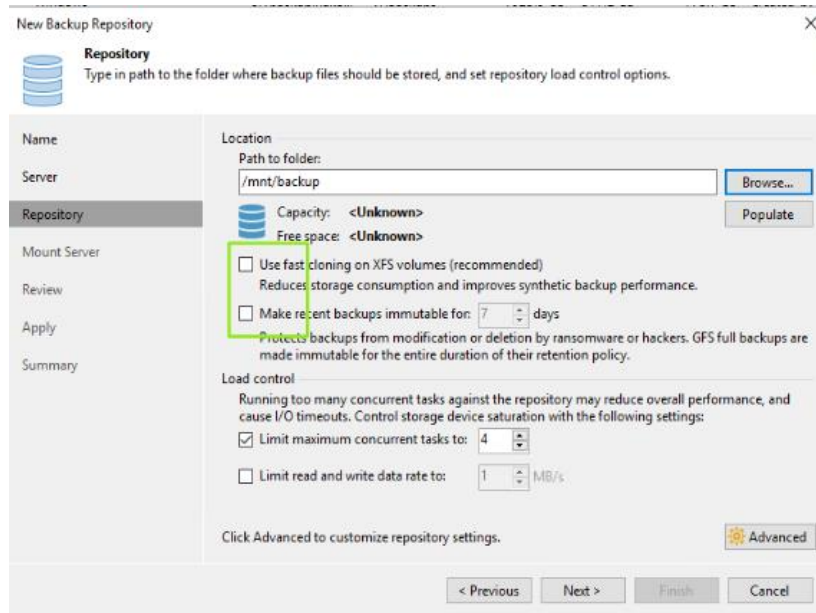 New Backup Repository
Repository
Type in path to the folder where backup files should be stored, and set repository load control options.
Name
Server
Repository
Mount Server
Review
Apply
Summary
Location
Path to folder:
/mnt/backup
Browse...
Capacity: <Unknown>
Populate
Free space: <Unknown>
Use fast cloning on XFS volumes (recommended)
Reduces storage consumption and improves synthetic backup performance.
Make recent backups immutable for: 7 days
Protects backups from modification or deletion by ransomware or hackers. GFS full backups are
made immutable for the entire duration of their retention policy.
Load control
Running too many concurrent tasks against the repository may reduce overall performance, and
cause I/O timeouts. Control storage device saturation with the following settings:
Limit maximum concurrent tasks to: 4
Limit read and write data rate to: 1 MB/s
Click Advanced to customize repository settings.
Advanced
< Previous
Next >
Finish
Cancel